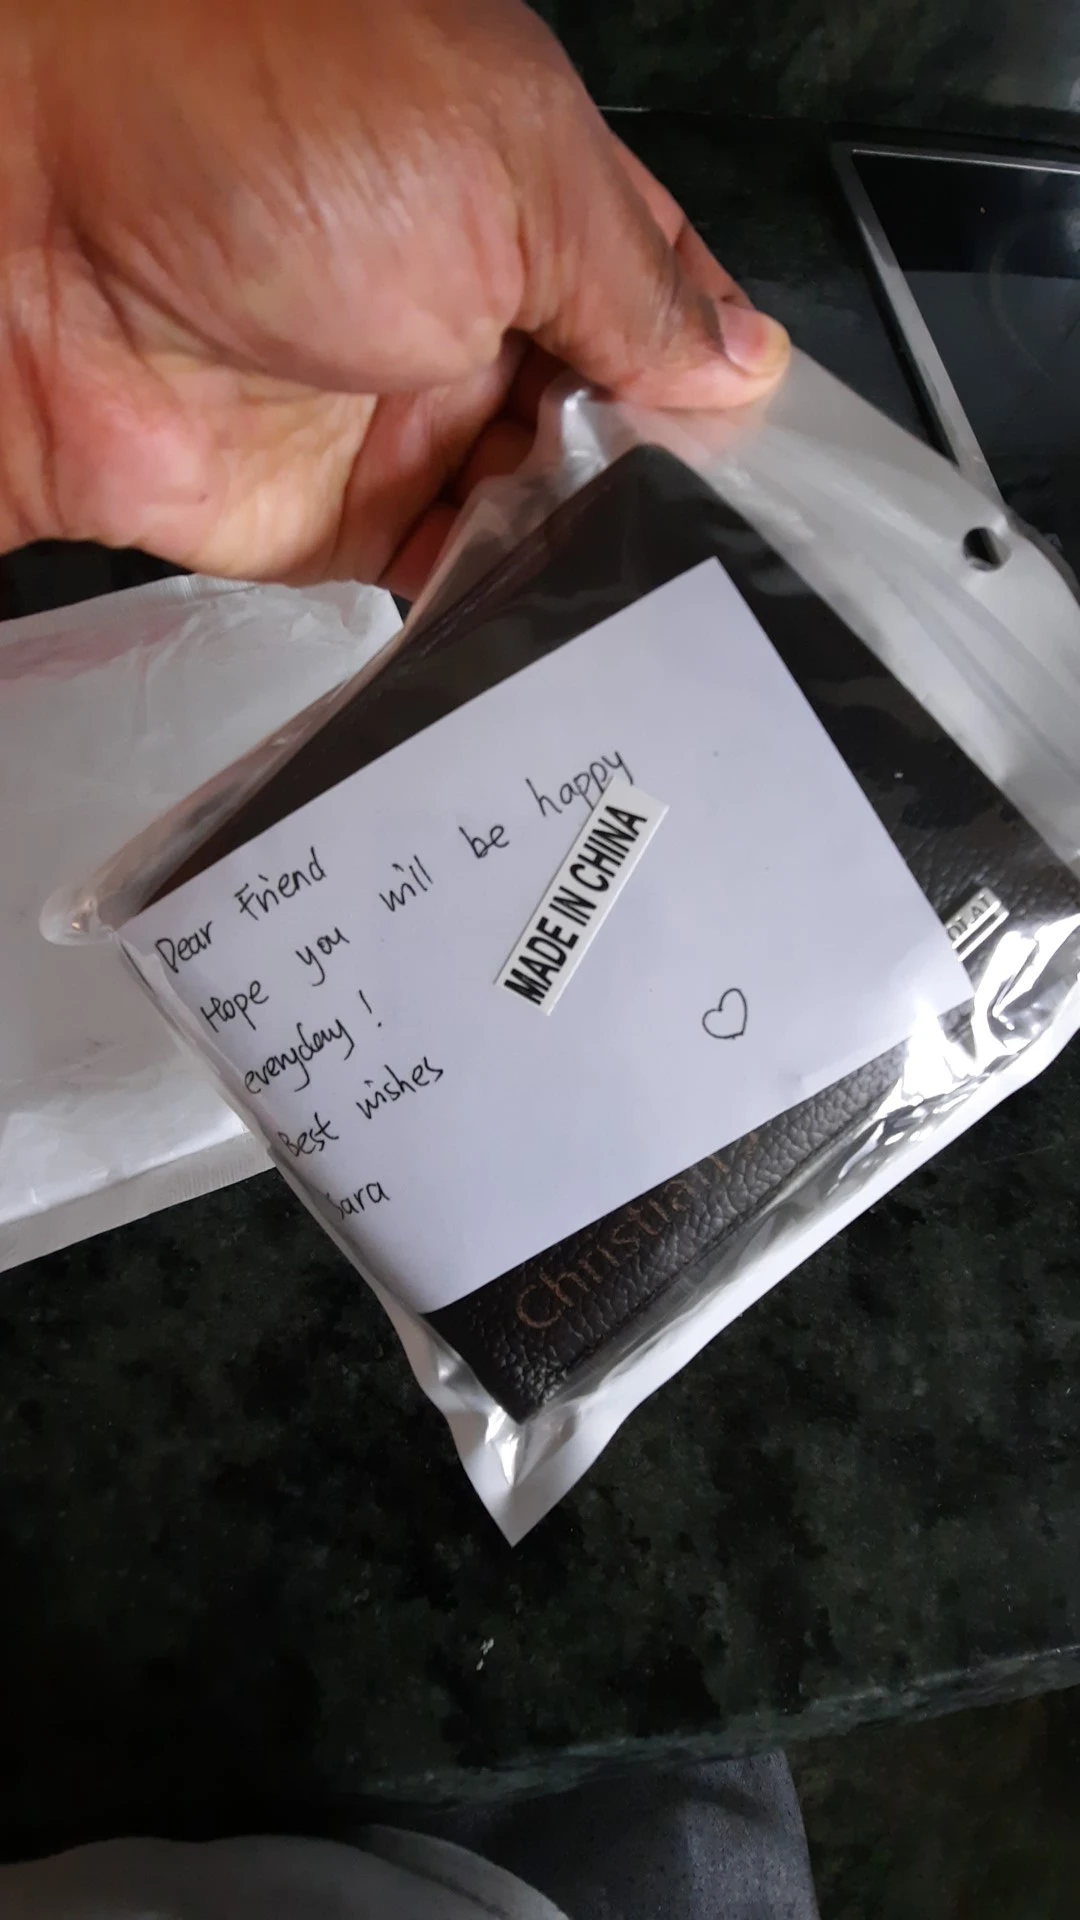 Dear Friend
Hope you will be happy
everyday!
Best wishes
Sara
MADE IN CHINA
Christian